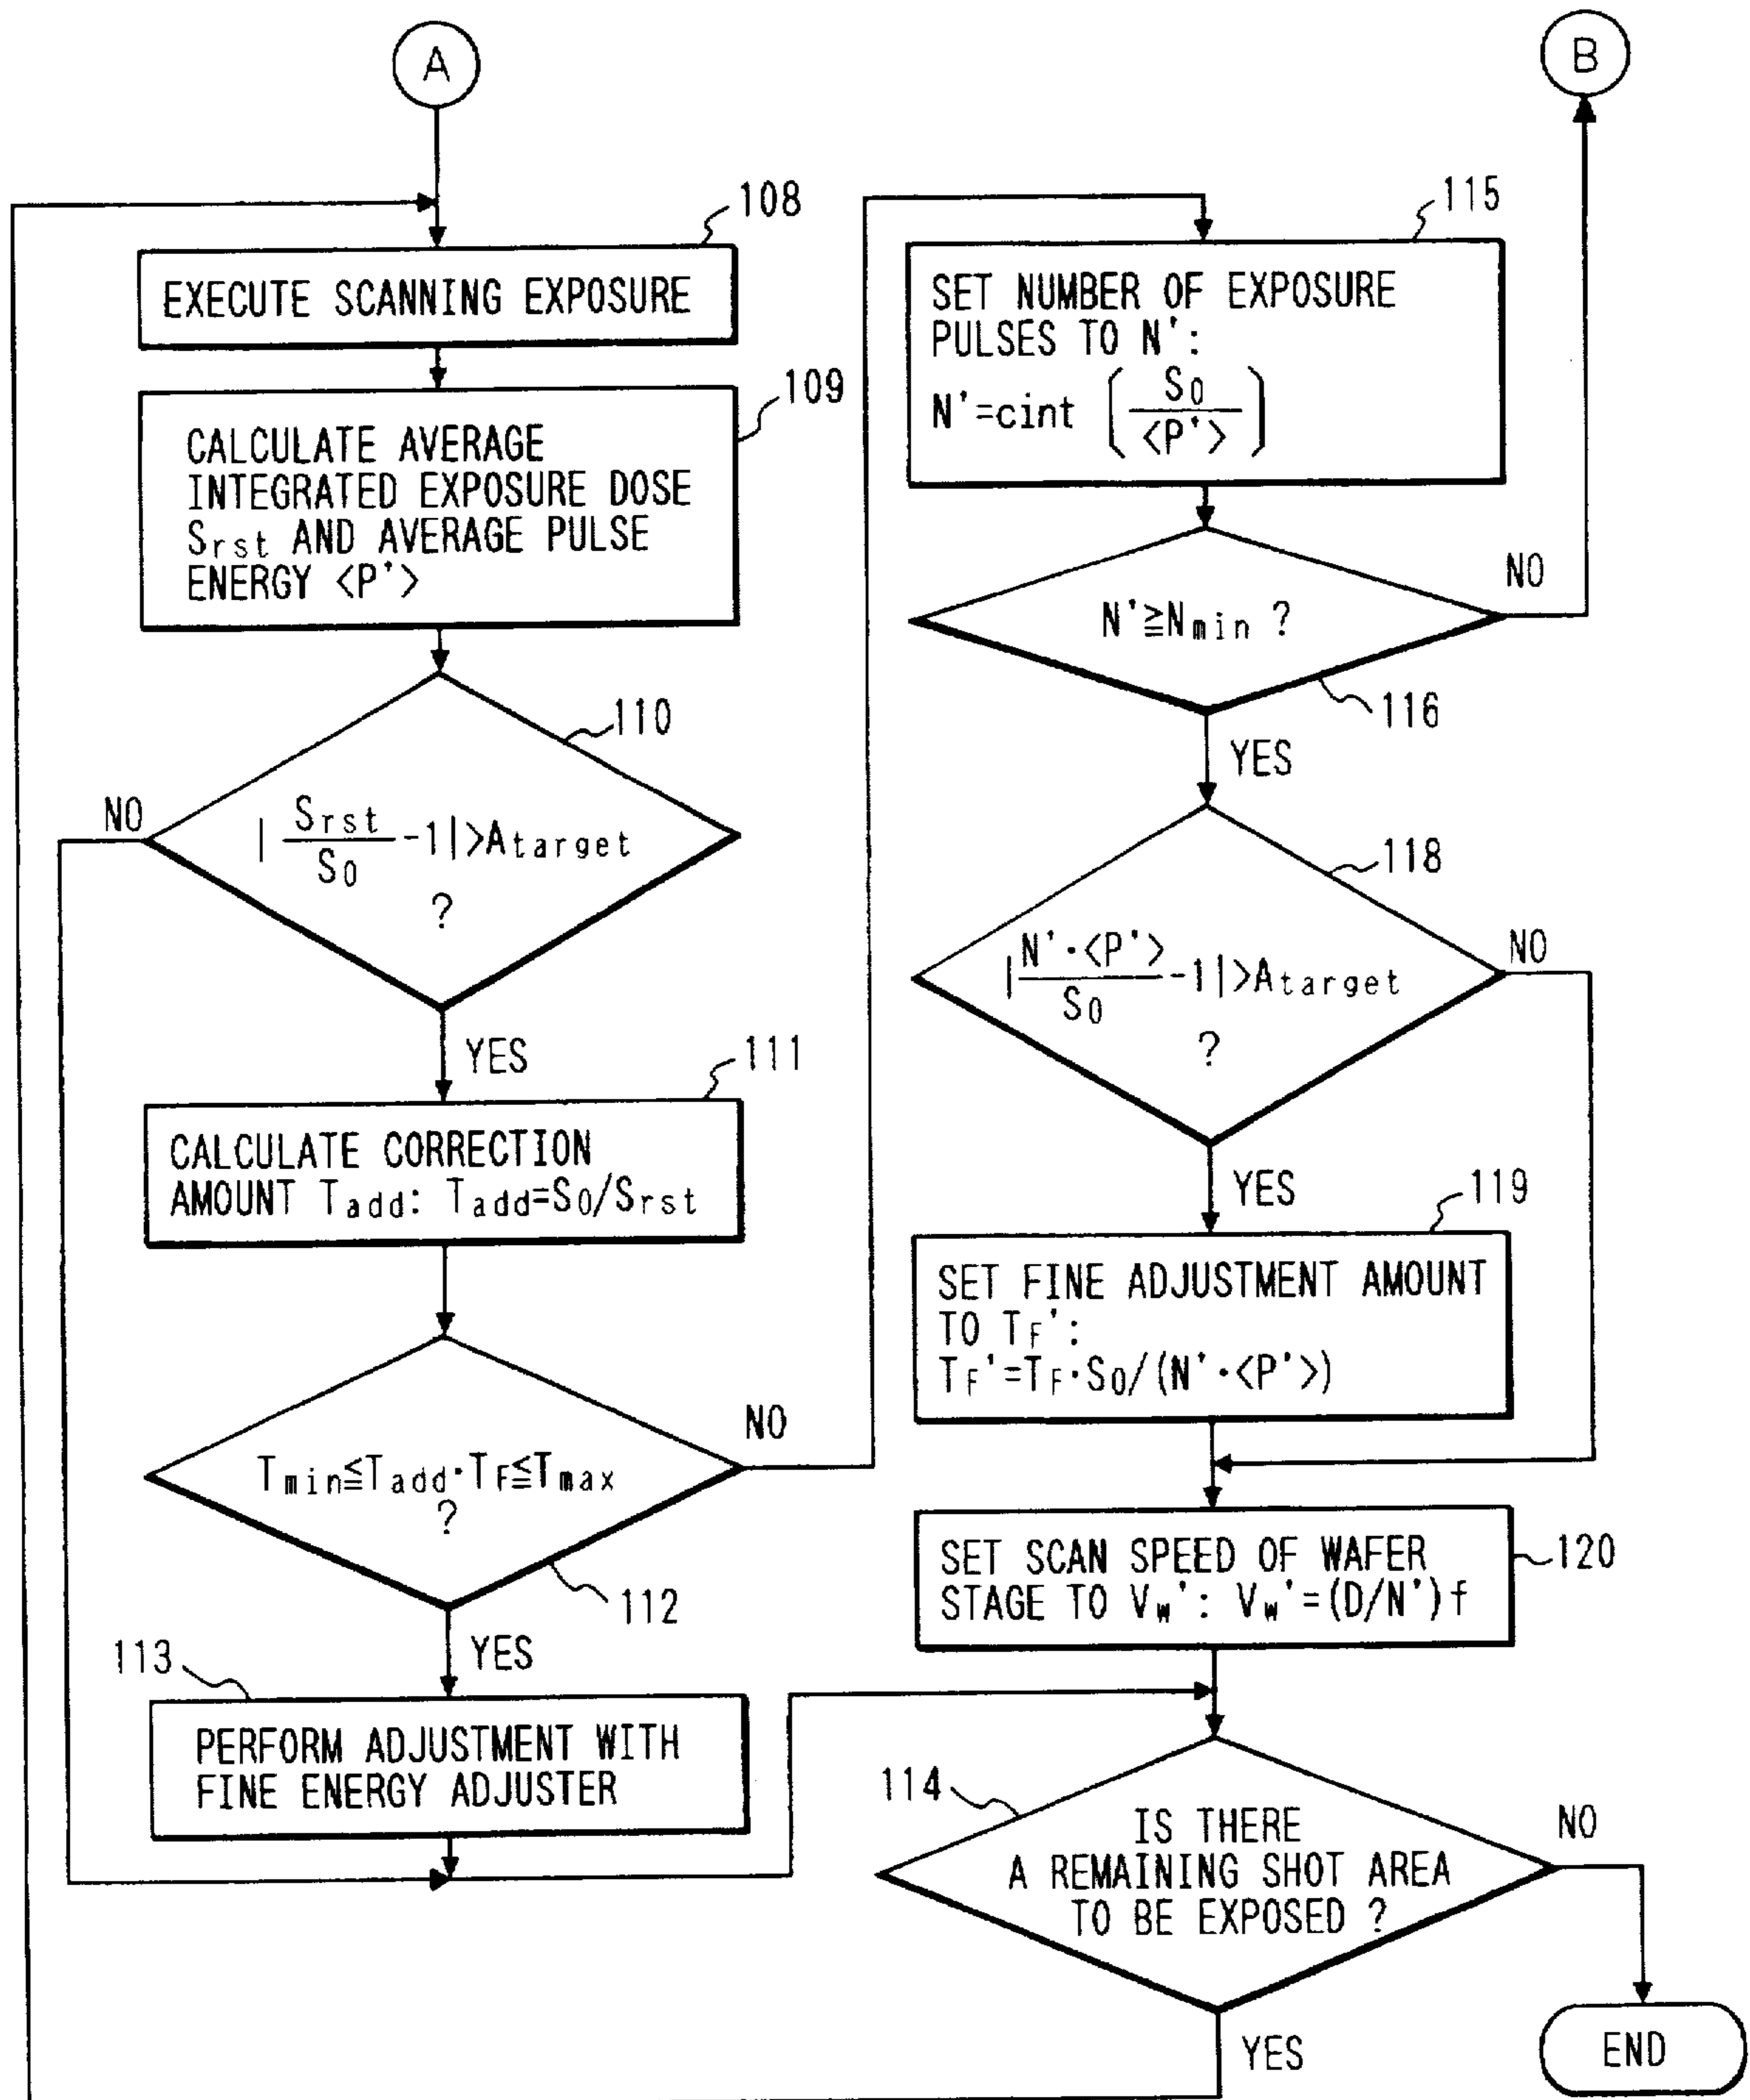 A
108
EXECUTE SCANNING EXPOSURE
109
CALCULATE AVERAGE
INTEGRATED EXPOSURE DOSE
Srst AND AVERAGE PULSE
ENERGY <P'>
110
| Srst/S0 -1|>Atarget
?
NO
YES
111
CALCULATE CORRECTION
AMOUNT Tadd: Tadd=S0/Srst
Tmin≦Tadd·TF≦Tmax
?
NO
112
YES
113
PERFORM ADJUSTMENT WITH
FINE ENERGY ADJUSTER
B
115
SET NUMBER OF EXPOSURE
PULSES TO N':
N'=cint (S0/<P'>)
N'≧Nmin ?
NO
116
YES
118
|N'·<P'>/S0 -1|>Atarget
?
NO
YES
119
SET FINE ADJUSTMENT AMOUNT
TO TF':
TF'=TF·S0/(N'·<P'>)
SET SCAN SPEED OF WAFER
STAGE TO Vw': Vw'=(D/N')f
120
114
IS THERE
A REMAINING SHOT AREA
TO BE EXPOSED ?
NO
YES
END